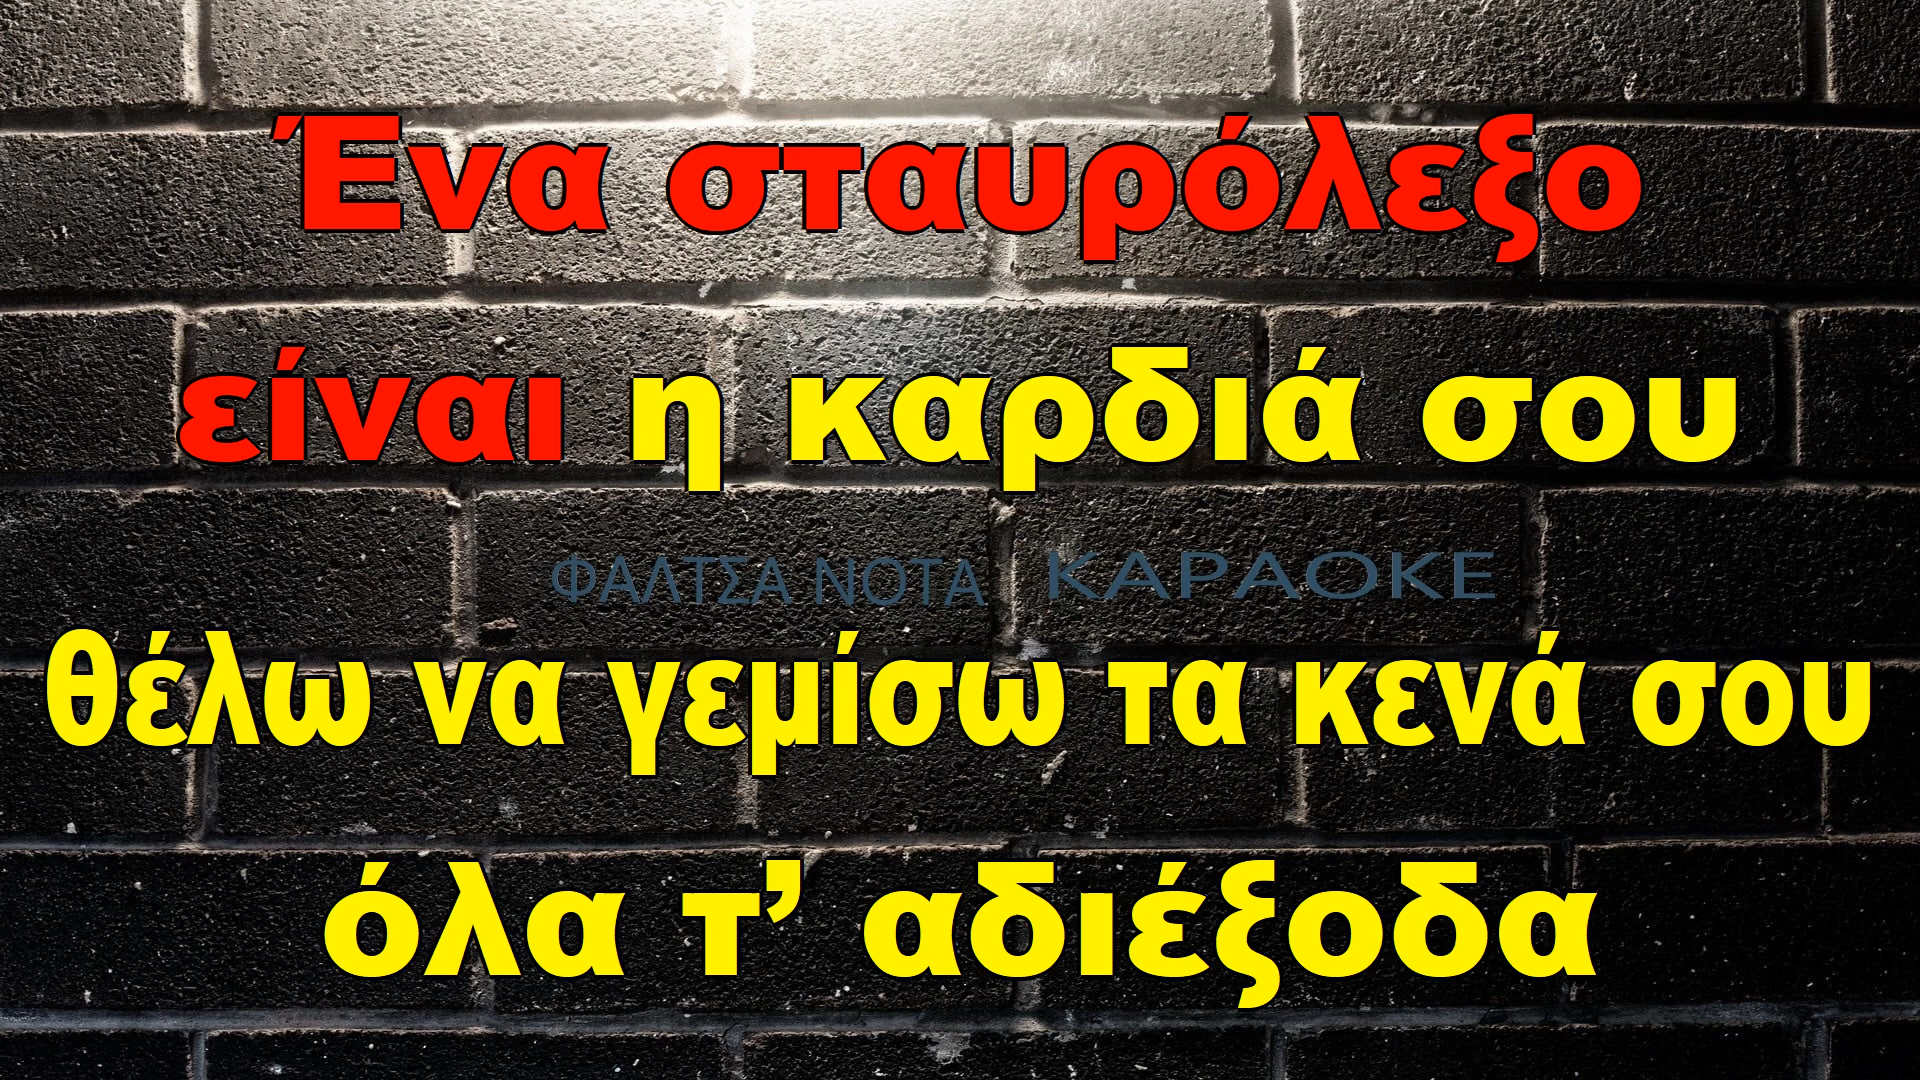 Ένα σταυρόλεξο
είναι η καρδιά σου
ΦΑΛΤΣΑ ΝΟΤΑ ΚΑΡΑΟΚΕ
θέλω να γεμίσω τα κενά σου
όλα τ’ αδιέξοδα